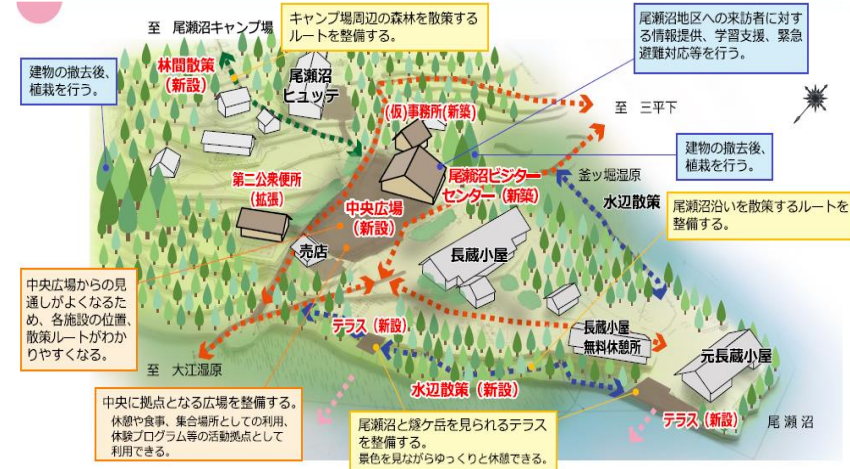 至 尾瀬沼キャンプ場
キャンプ場周辺の森林を散策する
ルートを整備する。
尾瀬沼地区への来訪者に対す
る情報提供、学習支援、緊急
避難対応等を行う。
建物の撤去後、
植栽を行う。
林間散策
(新設)
尾瀬沼
ヒュッテ
(仮)事務所(新築)
至 三平下
建物の撤去後、
植栽を行う。
第二公衆便所
(拡張)
尾瀬沼ビジター
センター(新築)
釜ッ堀湿原
水辺散策
中央広場
(新設)
尾瀬沼沿いを散策するルートを
整備する。
売店
長蔵小屋
中央広場からの見
通しがよくなるた
め、各施設の位置、
散策ルートがわか
りやすくなる。
テラス(新設)
長蔵小屋
無料休憩所
元長蔵小屋
至 大江湿原
水辺散策(新設)
テラス(新設)
尾瀬沼
中央に拠点となる広場を整備する。
休憩や食事、集合場所としての利用、
体験プログラム等の活動拠点として
利用できる。
尾瀬沼と燧ケ岳を見られるテラス
を整備する。
景色を見ながらゆっくりと休憩できる。